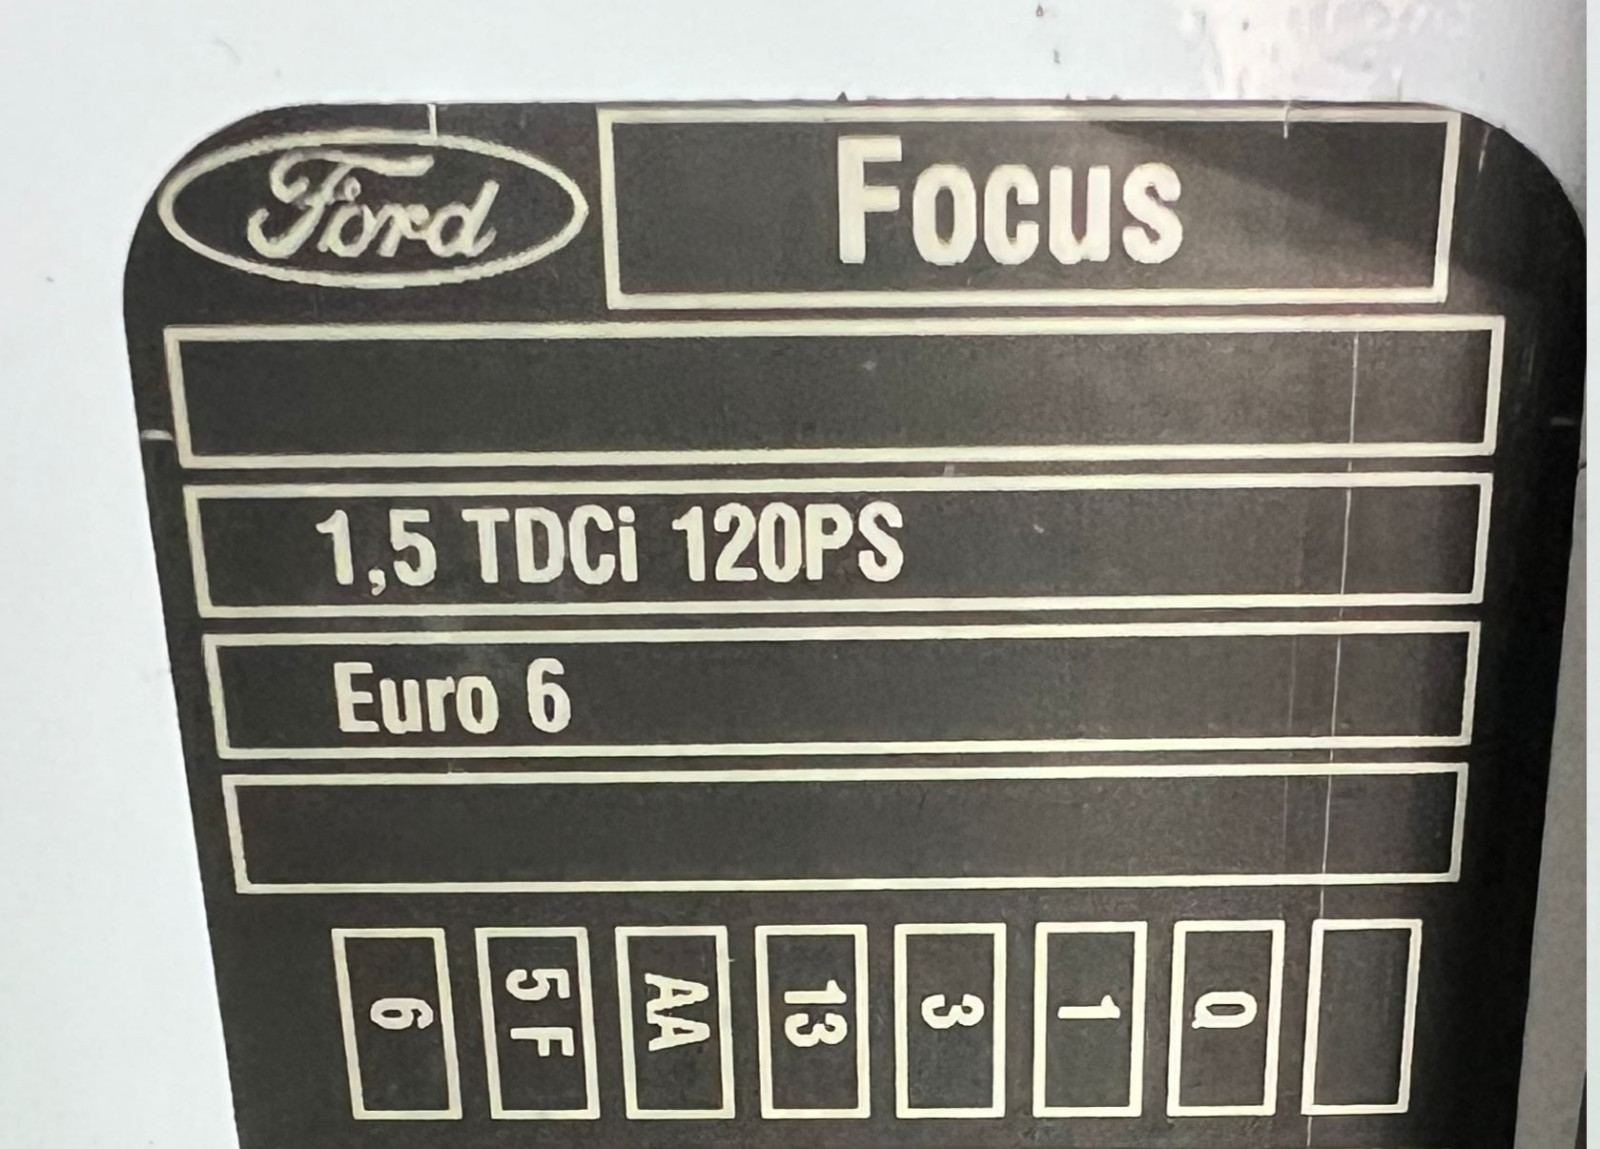 Ford
Focus
1,5 TDCi 120PS
Euro 6
6 5F AA 13 3 1 Q